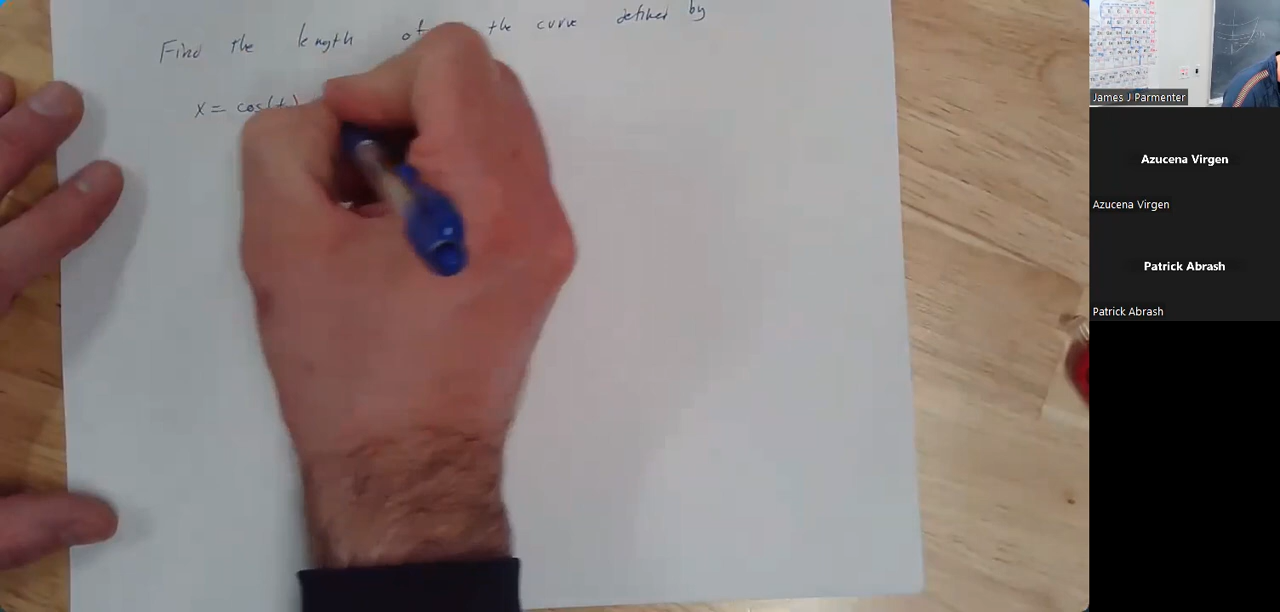 Find the length of the curve defined by
x = cos(t)
James J Parmenter
Azucena Virgen
Azucena Virgen
Patrick Abrash
Patrick Abrash